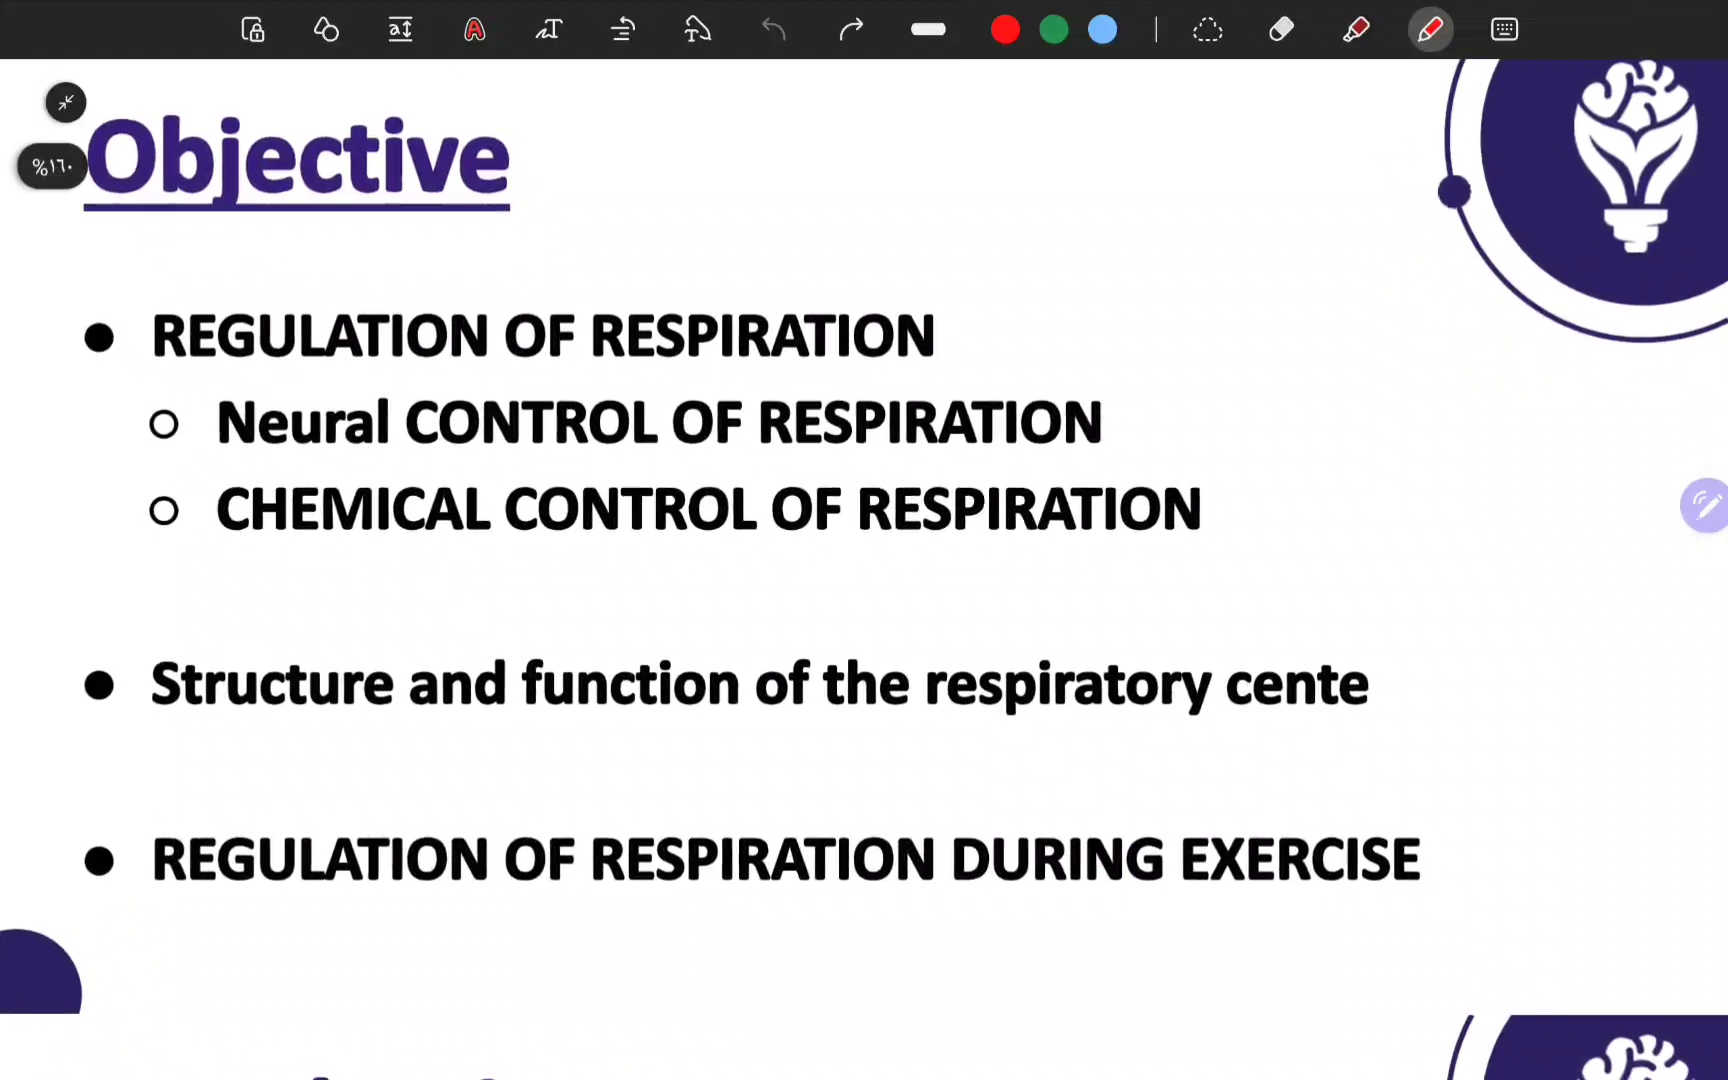 Objective
%١٦٠
● REGULATION OF RESPIRATION
○ Neural CONTROL OF RESPIRATION
○ CHEMICAL CONTROL OF RESPIRATION
● Structure and function of the respiratory cente
● REGULATION OF RESPIRATION DURING EXERCISE